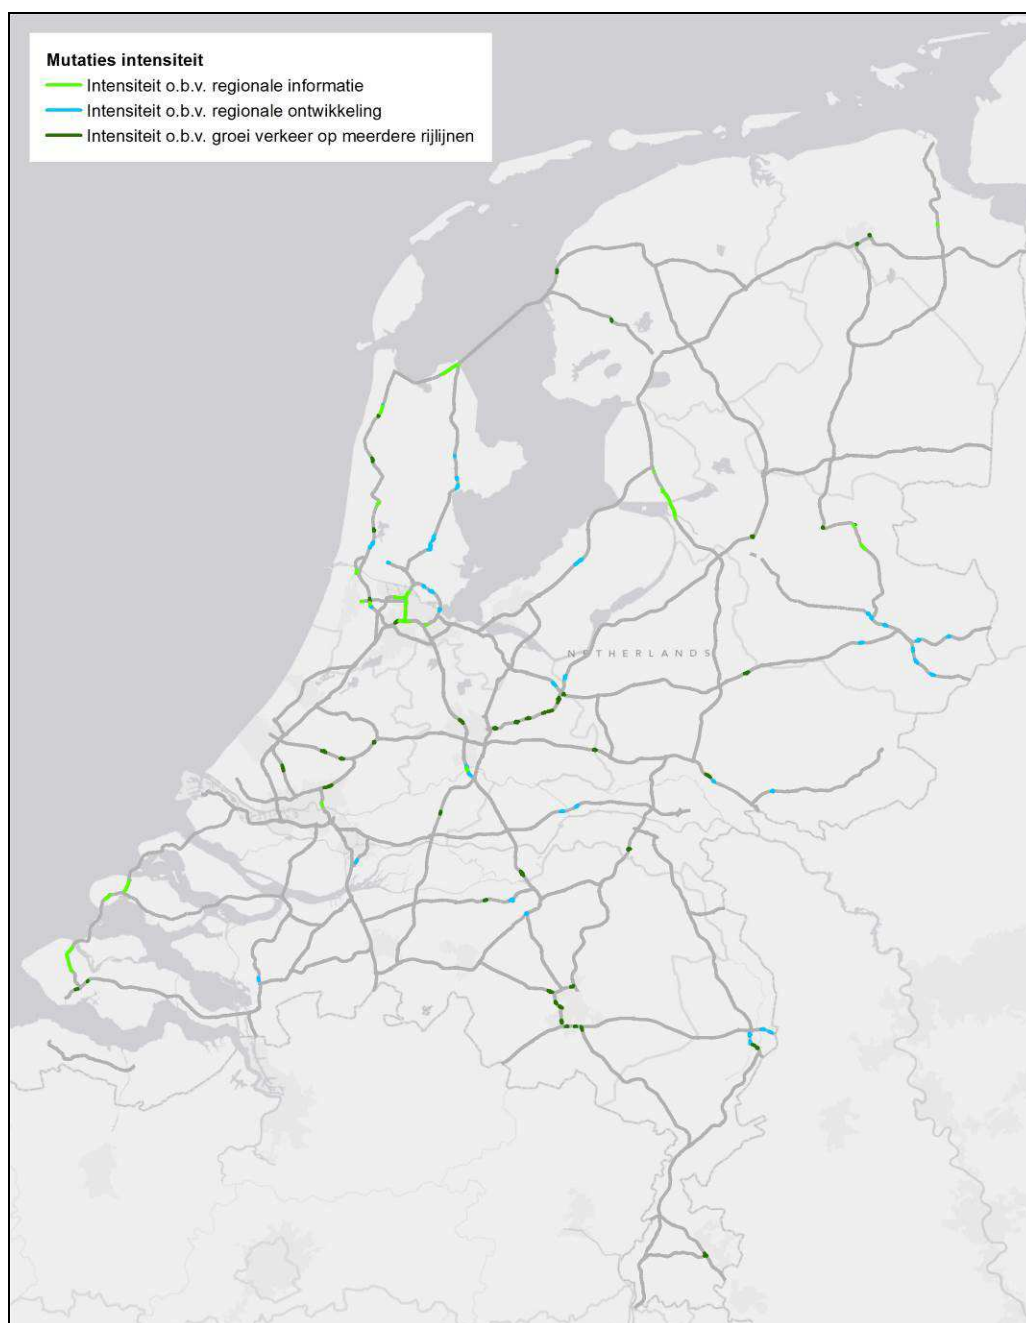 Mutaties intensiteit
Intensiteit o.b.v. regionale informatie
Intensiteit o.b.v. regionale ontwikkeling
Intensiteit o.b.v. groei verkeer op meerdere rijlijnen
NETHERLANDS